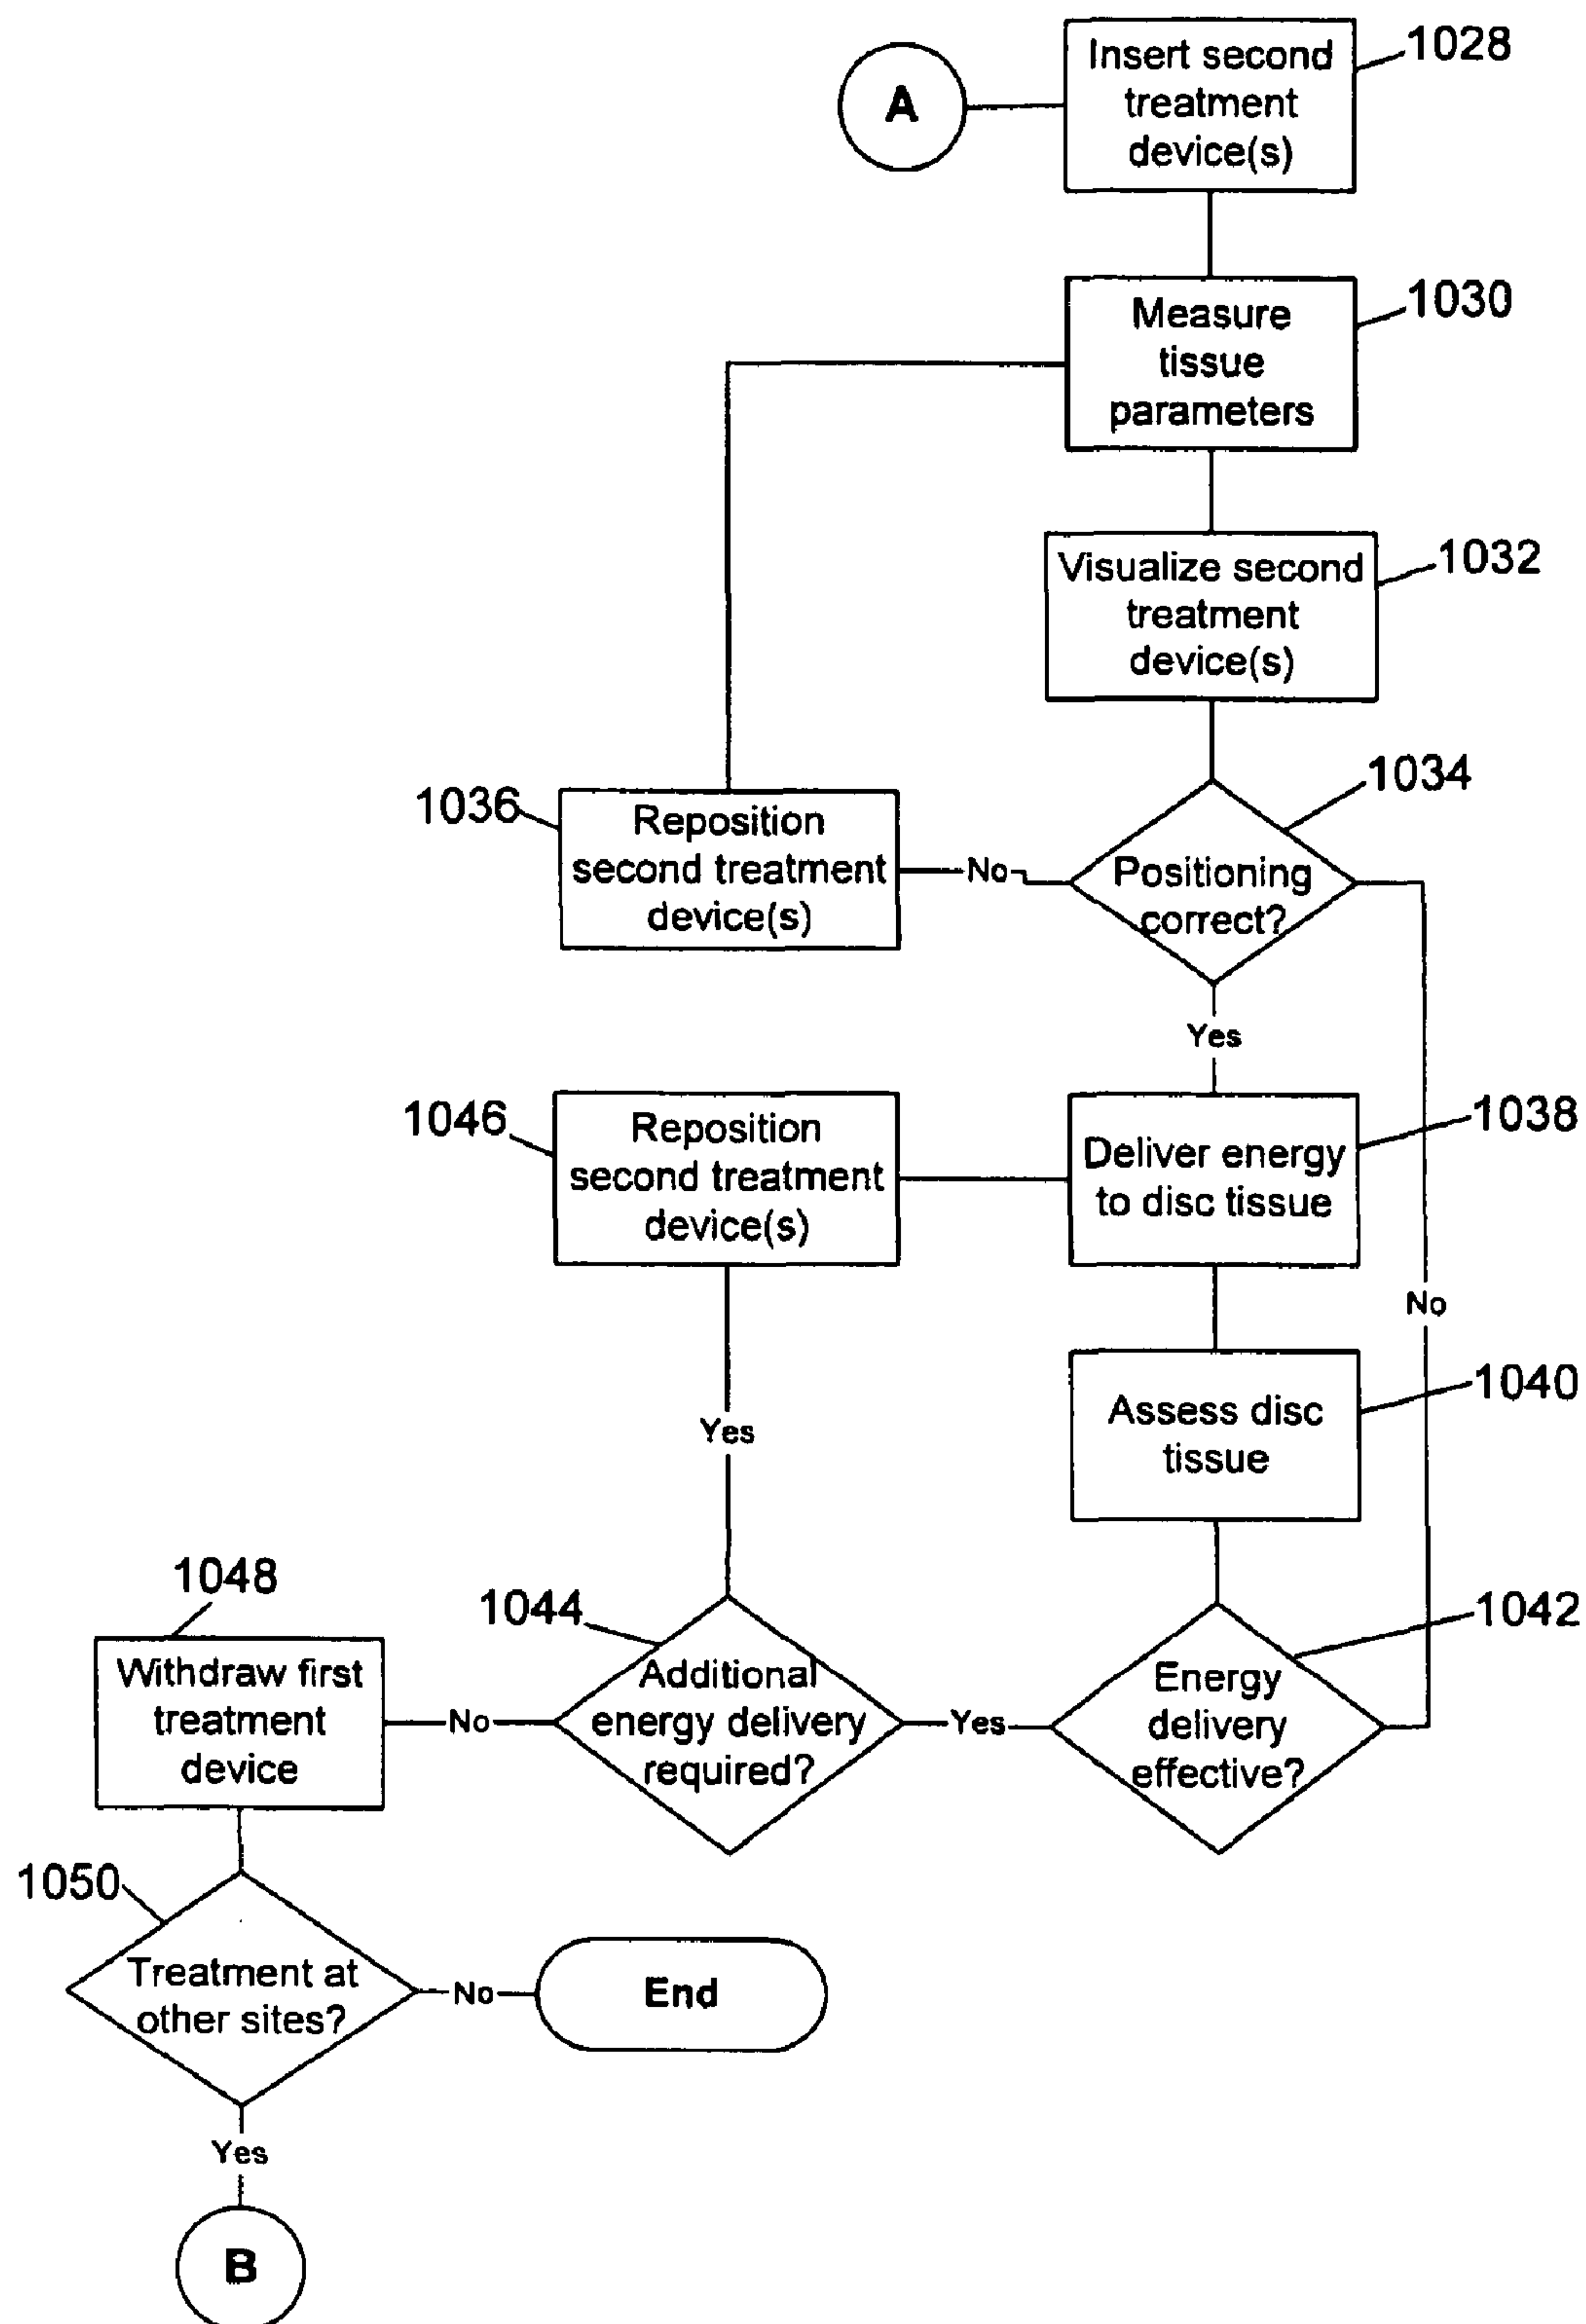 A
Insert second
treatment
device(s)
1028
Measure
tissue
parameters
1030
Visualize second
treatment
device(s)
1032
1034
Positioning
correct?
No
1036
Reposition
second treatment
device(s)
Yes
1046
Reposition
second treatment
device(s)
Deliver energy
to disc tissue
1038
No
Assess disc
tissue
1040
Yes
1042
Energy
delivery
effective?
Yes
1044
Additional
energy delivery
required?
No
1048
Withdraw first
treatment
device
1050
Treatment at
other sites?
No
End
Yes
B